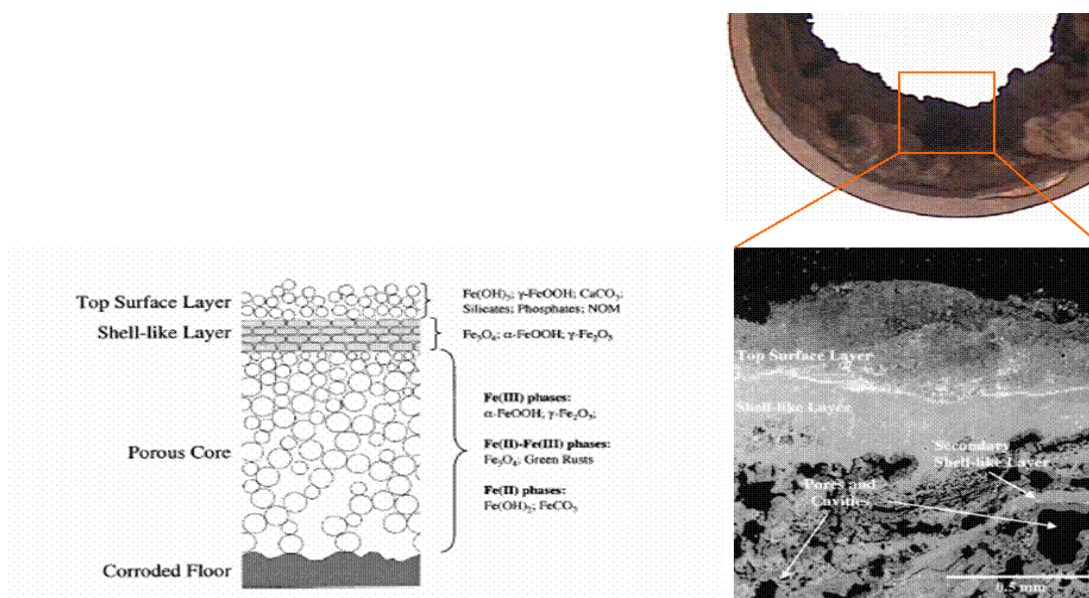 Top Surface Layer
Fe(OH)₃; γ-FeOOH; CaCO₃;
Silicates; Phosphates; NOM
Shell-like Layer
Fe₃O₄; α-FeOOH; γ-Fe₂O₃
Porous Core
Fe(III) phases:
α-FeOOH; γ-Fe₂O₃;
Fe(II)-Fe(III) phases:
Fe₃O₄; Green Rusts
Fe(II) phases:
Fe(OH)₂; FeCO₃
Corroded Floor
Top Surface Layer
Shell-like Layer
Secondary
Shell-like Layer
Pores and
Cavities
0.5 mm